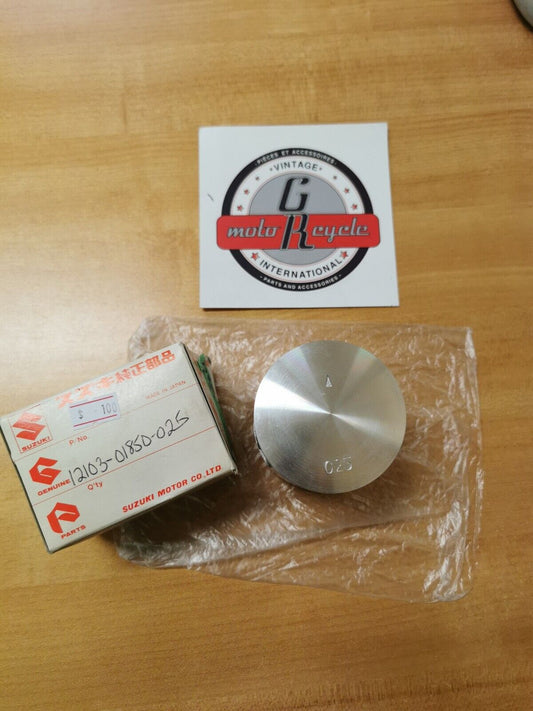 PIECES ET ACCESSOIRES
VINTAGE
G
moto R cycle
INTERNATIONAL
PARTS AND ACCESSORIES
スズキ純正部品
MADE IN JAPAN
$ 100
SUZUKI
P/No.
GENUINE
12103-01850-025
Q'ty
PARTS
SUZUKI MOTOR CO.,LTD.
025